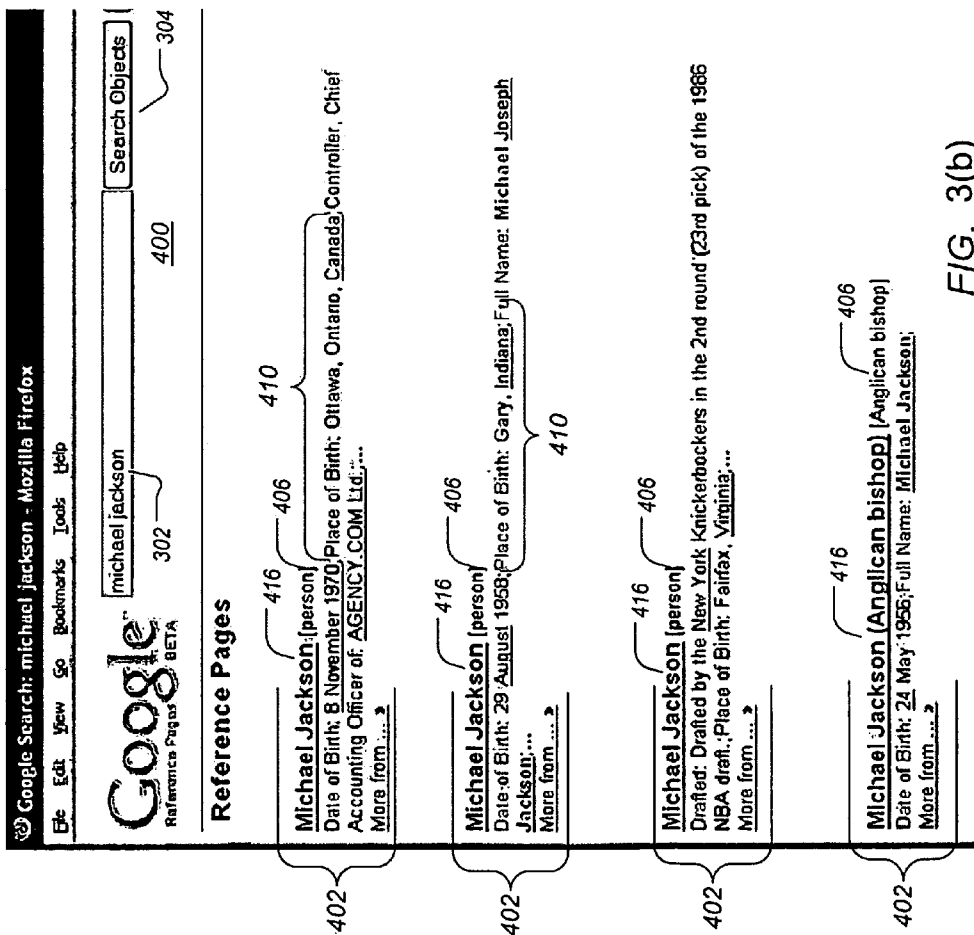 Google Search: michael jackson - Mozilla Firefox
File Edit View Go Bookmarks Tools Help
Google
Reference Pages BETA
michael jackson
Search Objects
302
304
400
Reference Pages
402
416
406
410
Michael Jackson [person]
Date of Birth: 8 November 1970;Place of Birth: Ottawa, Ontario, Canada;Controller, Chief
Accounting Officer of: AGENCY.COM Ltd.;...
More from ... »
402
416
406
Michael Jackson [person]
Date of Birth: 29 August 1958;Place of Birth: Gary, Indiana;Full Name: Michael Joseph
Jackson;...
More from ... »
410
402
416
406
Michael Jackson [person]
Drafted: Drafted by the New York Knickerbockers in the 2nd round (23rd pick) of the 1986
NBA draft.;Place of Birth: Fairfax, Virginia;...
More from ... »
402
416
406
Michael Jackson (Anglican bishop) [Anglican bishop]
Date of Birth: 24 May 1956;Full Name: Michael Jackson;
More from ... »
FIG. 3(b)